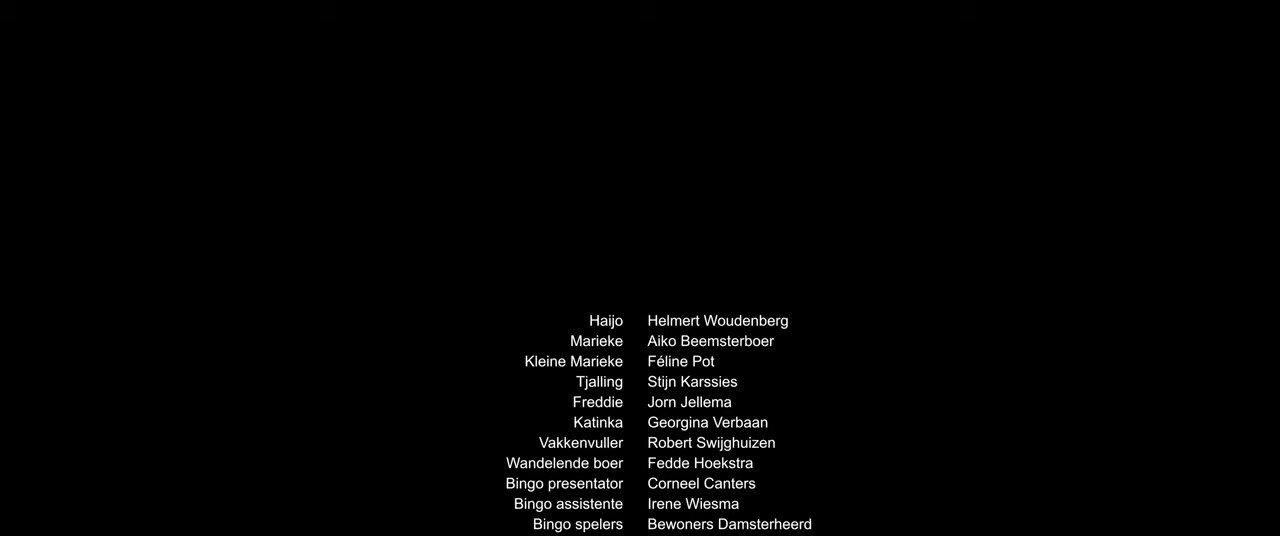 Haijo Helmert Woudenberg
Marieke Aiko Beemsterboer
Kleine Marieke Féline Pot
Tjalling Stijn Karssies
Freddie Jorn Jellema
Katinka Georgina Verbaan
Vakkenvuller Robert Swijghuizen
Wandelende boer Fedde Hoekstra
Bingo presentator Corneel Canters
Bingo assistente Irene Wiesma
Bingo spelers Bewoners Damsterheerd